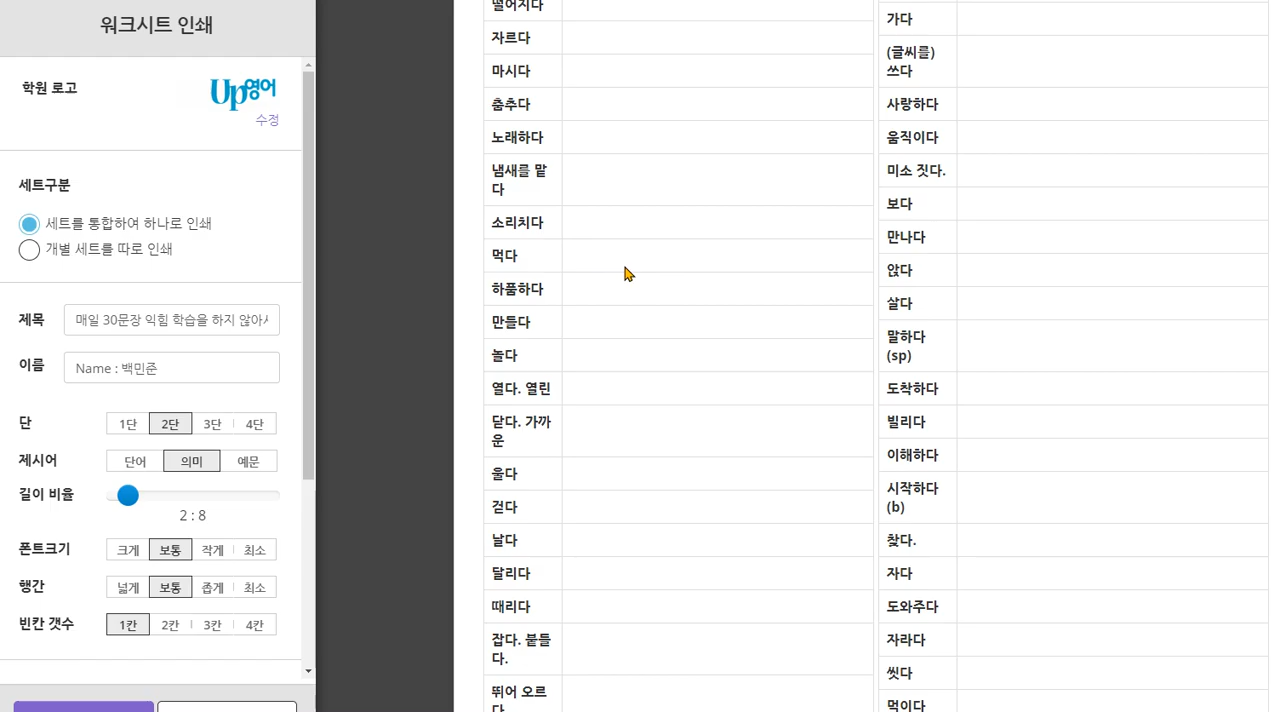 워크시트 인쇄
학원 로고
Up영어
수정
세트구분
세트를 통합하여 하나로 인쇄
개별 세트를 따로 인쇄
제목
매일 30문장 익힘 학습을 하지 않아
이름
Name : 백민준
단
1단 2단 3단 4단
제시어
단어 의미 예문
길이 비율
2 : 8
폰트크기
크게 보통 작게 최소
행간
넓게 보통 좁게 최소
빈칸 갯수
1칸 2칸 3칸 4칸
떨어지다
자르다
마시다
춤추다
노래하다
냄새를 맡
다
소리치다
먹다
하품하다
만들다
놀다
열다. 열린
닫다. 가까
운
울다
걷다
날다
달리다
때리다
잡다. 붙들
다.
뛰어 오르
다
가다
(글씨를)
쓰다
사랑하다
움직이다
미소 짓다.
보다
만나다
앉다
살다
말하다
(sp)
도착하다
빌리다
이해하다
시작하다
(b)
찾다.
자다
도와주다
자라다
씻다
먹이다